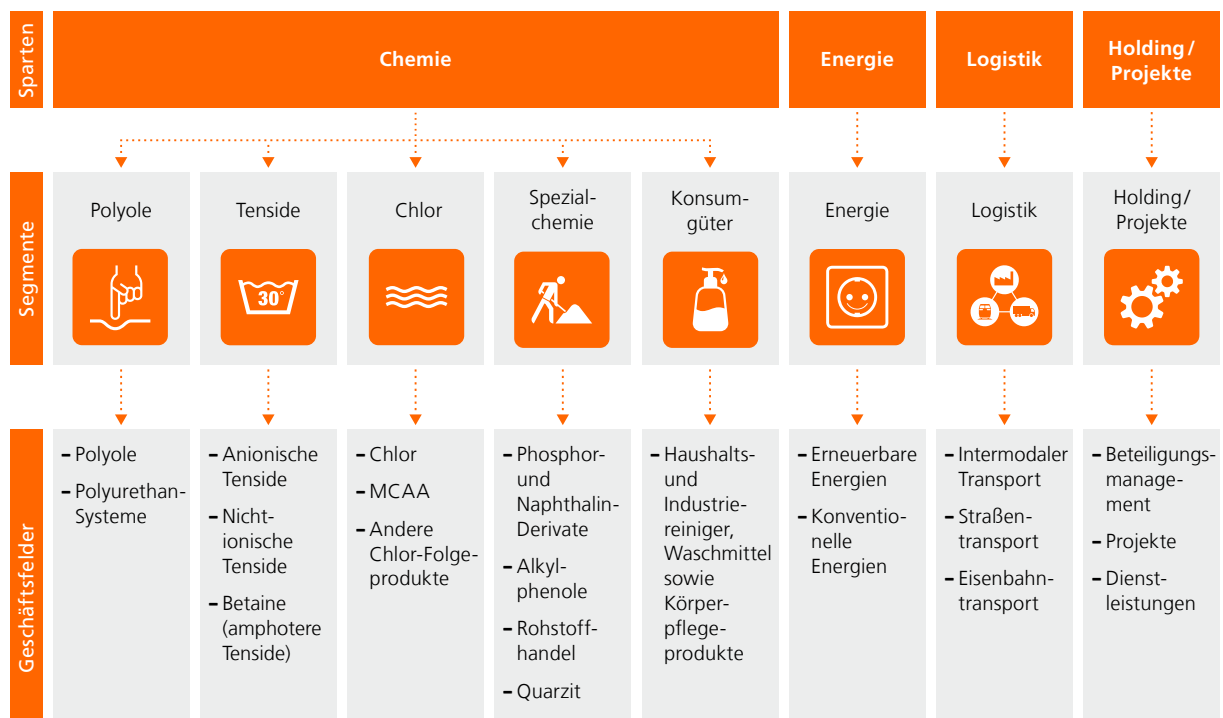 Sparten
Chemie
Energie
Logistik
Holding /
Projekte
Segmente
Polyole
Tenside
30°
Chlor
Spezial-
chemie
Konsum-
güter
Energie
Logistik
Holding /
Projekte
Geschäftsfelder
– Polyole
– Polyurethan-
Systeme
– Anionische
Tenside
– Nicht-
ionische
Tenside
– Betaine
(amphotere
Tenside)
– Chlor
– MCAA
– Andere
Chlor-Folge-
produkte
– Phosphor-
und
Naphthalin-
Derivate
– Alkyl-
phenole
– Rohstoff-
handel
– Quarzit
– Haushalts-
und
Industrie-
reiniger,
Waschmittel
sowie
Körper-
pflege-
produkte
– Erneuerbare
Energien
– Konventio-
nelle
Energien
– Intermodaler
Transport
– Straßen-
transport
– Eisenbahn-
transport
– Beteiligungs-
manage-
ment
– Projekte
– Dienst-
leistungen